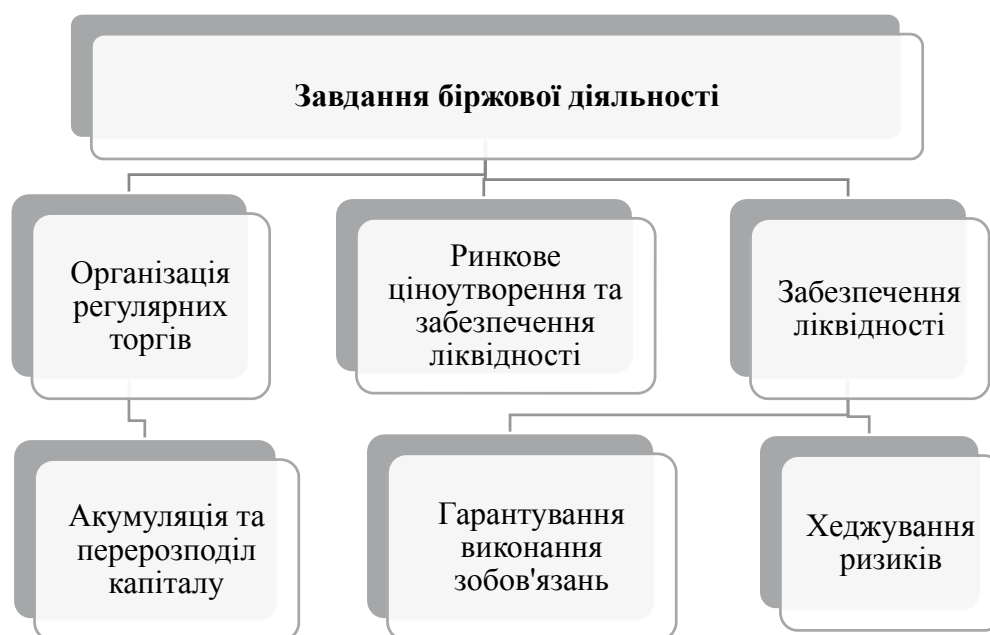 Завдання біржової діяльності
Організація
регулярних
торгів
Ринкове
ціноутворення та
забезпечення
ліквідності
Забезпечення
ліквідності
Акумуляція та
перерозподіл
капіталу
Гарантування
виконання
зобов'язань
Хеджування
ризиків